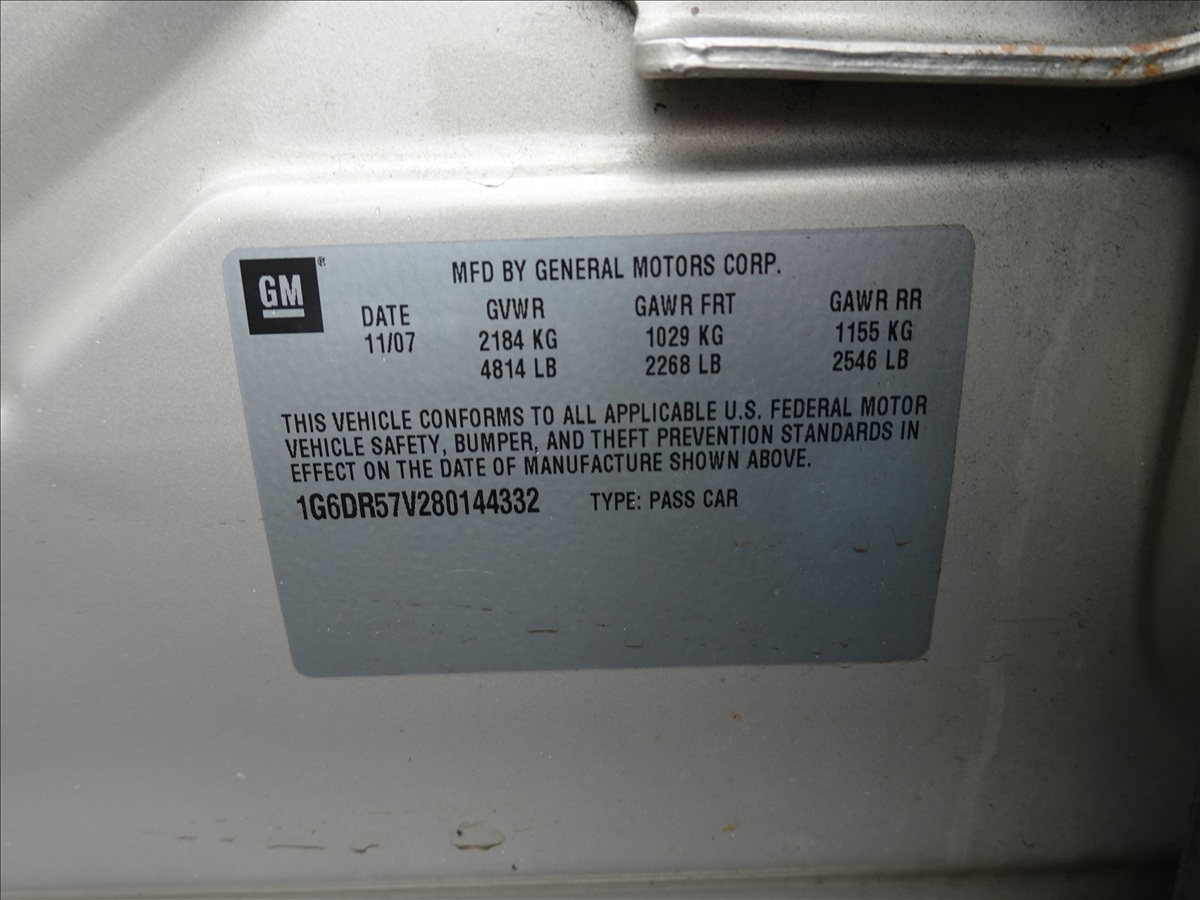 GM®
MFD BY GENERAL MOTORS CORP.
DATE GVWR GAWR FRT GAWR RR
11/07 2184 KG 1029 KG 1155 KG
4814 LB 2268 LB 2546 LB
THIS VEHICLE CONFORMS TO ALL APPLICABLE U.S. FEDERAL MOTOR
VEHICLE SAFETY, BUMPER, AND THEFT PREVENTION STANDARDS IN
EFFECT ON THE DATE OF MANUFACTURE SHOWN ABOVE.
1G6DR57V280144332 TYPE: PASS CAR